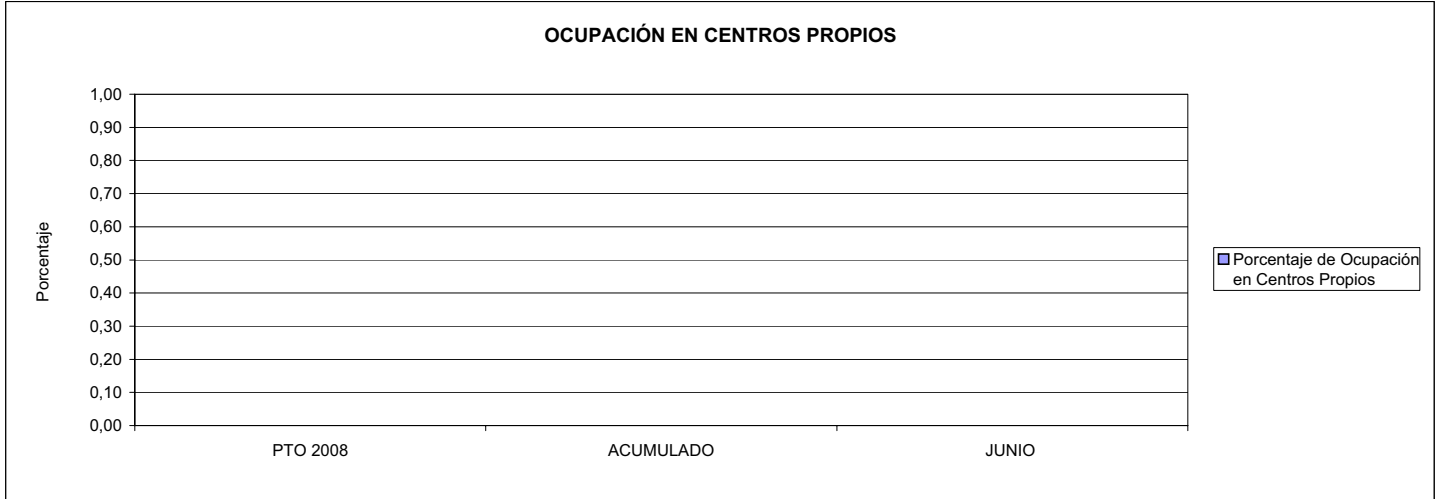 OCUPACIÓN EN CENTROS PROPIOS
1,00
0,90
0,80
0,70
0,60
0,50
0,40
0,30
0,20
0,10
0,00
Porcentaje
PTO 2008
ACUMULADO
JUNIO
Porcentaje de Ocupación
en Centros Propios